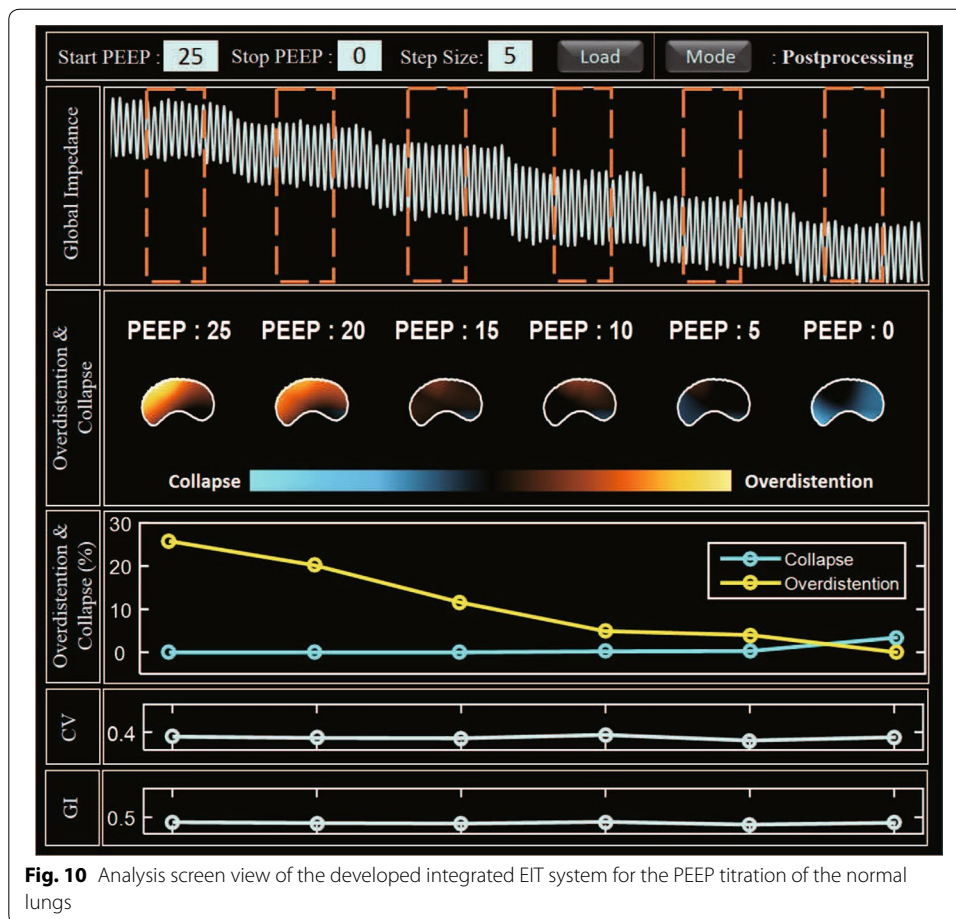 Start PEEP : 25 Stop PEEP : 0 Step Size: 5 Load Mode : Postprocessing
Global Impedance
Overdistention &
Collapse
PEEP : 25 PEEP : 20 PEEP : 15 PEEP : 10 PEEP : 5 PEEP : 0
Collapse Overdistention
Overdistention &
Collapse (%)
30
20
10
0
Collapse
Overdistention
CV
0.4
GI
0.5
Fig. 10 Analysis screen view of the developed integrated EIT system for the PEEP titration of the normal
lungs